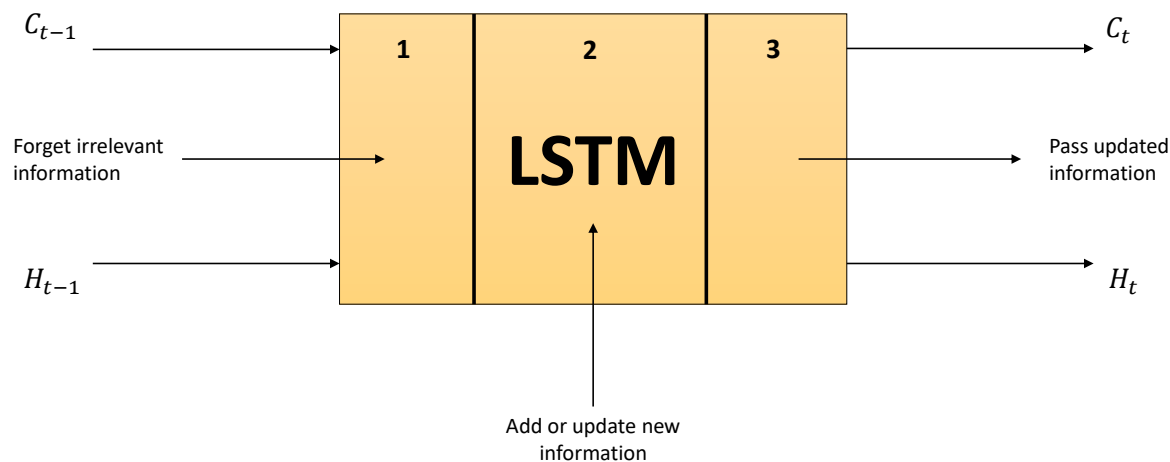 C_{t-1}
C_t
1
2
3
Forget irrelevant
information
LSTM
Pass updated
information
H_{t-1}
H_t
Add or update new
information